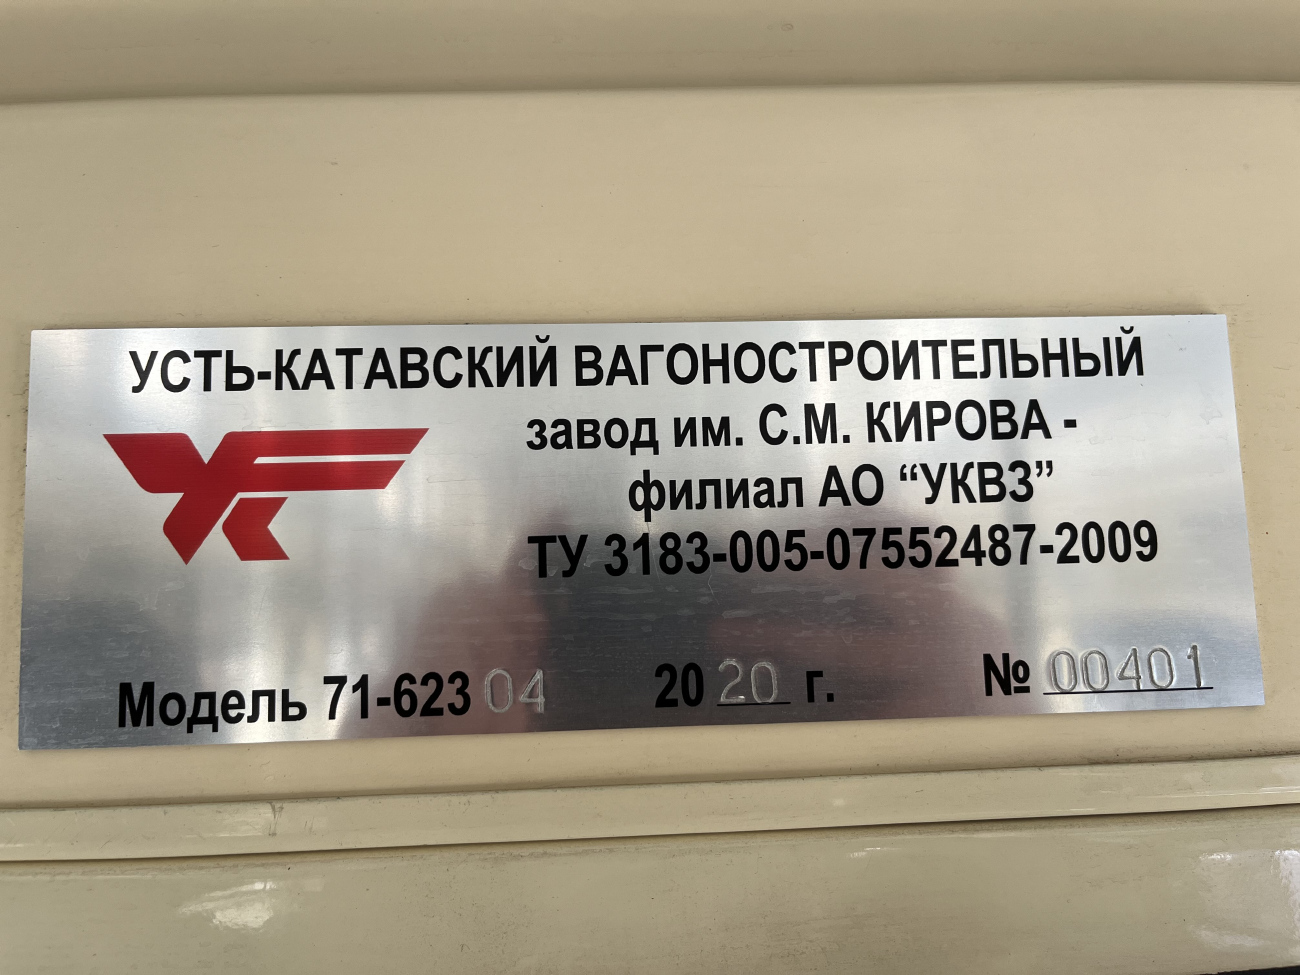 УСТЬ-КАТАВСКИЙ ВАГОНОСТРОИТЕЛЬНЫЙ
завод им. С.М. КИРОВА -
филиал АО “УКВЗ”
ТУ 3183-005-07552487-2009
Модель 71-623 04 20 20 г. № 00401